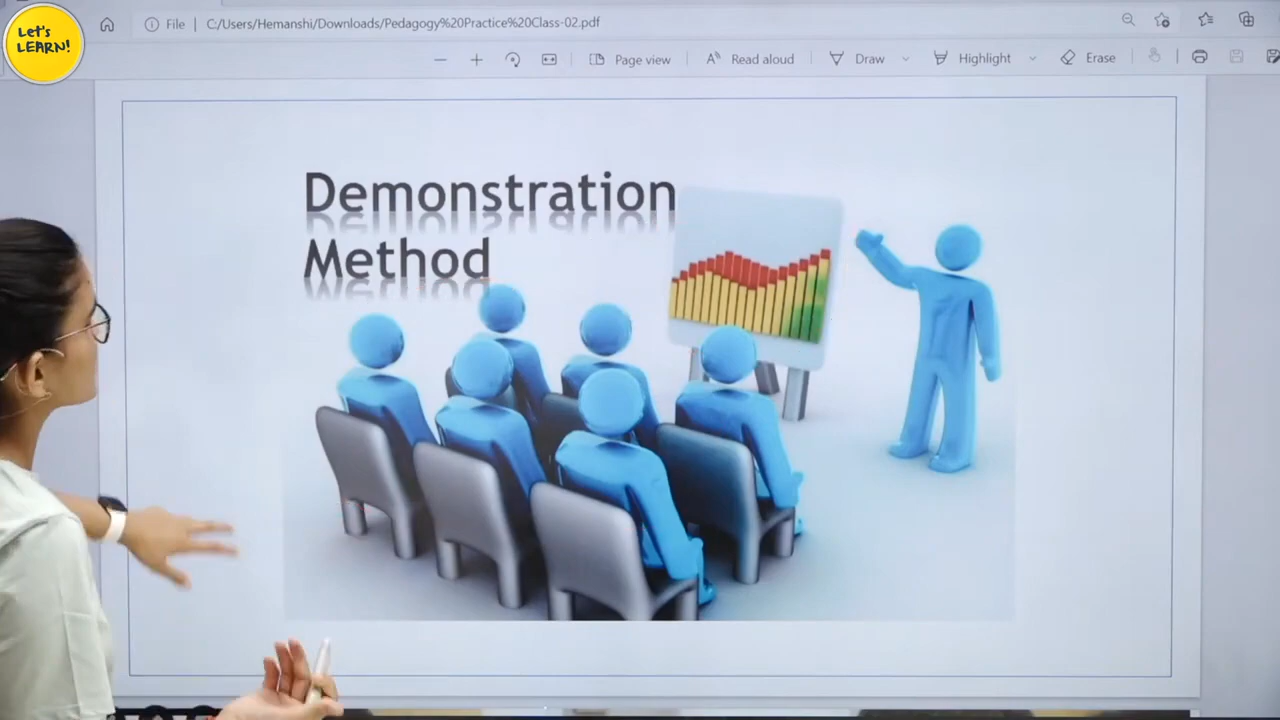 Let's
LEARN!
File | C:/Users/Hemanshi/Downloads/Pedagogy%20Practice%20Class-02.pdf
Page view
Read aloud
Draw
Highlight
Erase
Demonstration
Method